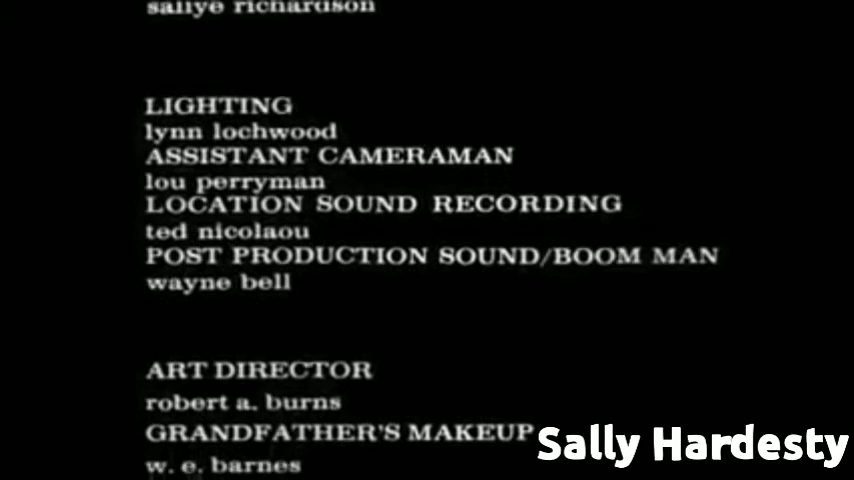 sallye richardson
LIGHTING
lynn lochwood
ASSISTANT CAMERAMAN
lou perryman
LOCATION SOUND RECORDING
ted nicolaou
POST PRODUCTION SOUND/BOOM MAN
wayne bell
ART DIRECTOR
robert a. burns
GRANDFATHER'S MAKEUP
w. e. barnes
Sally Hardesty